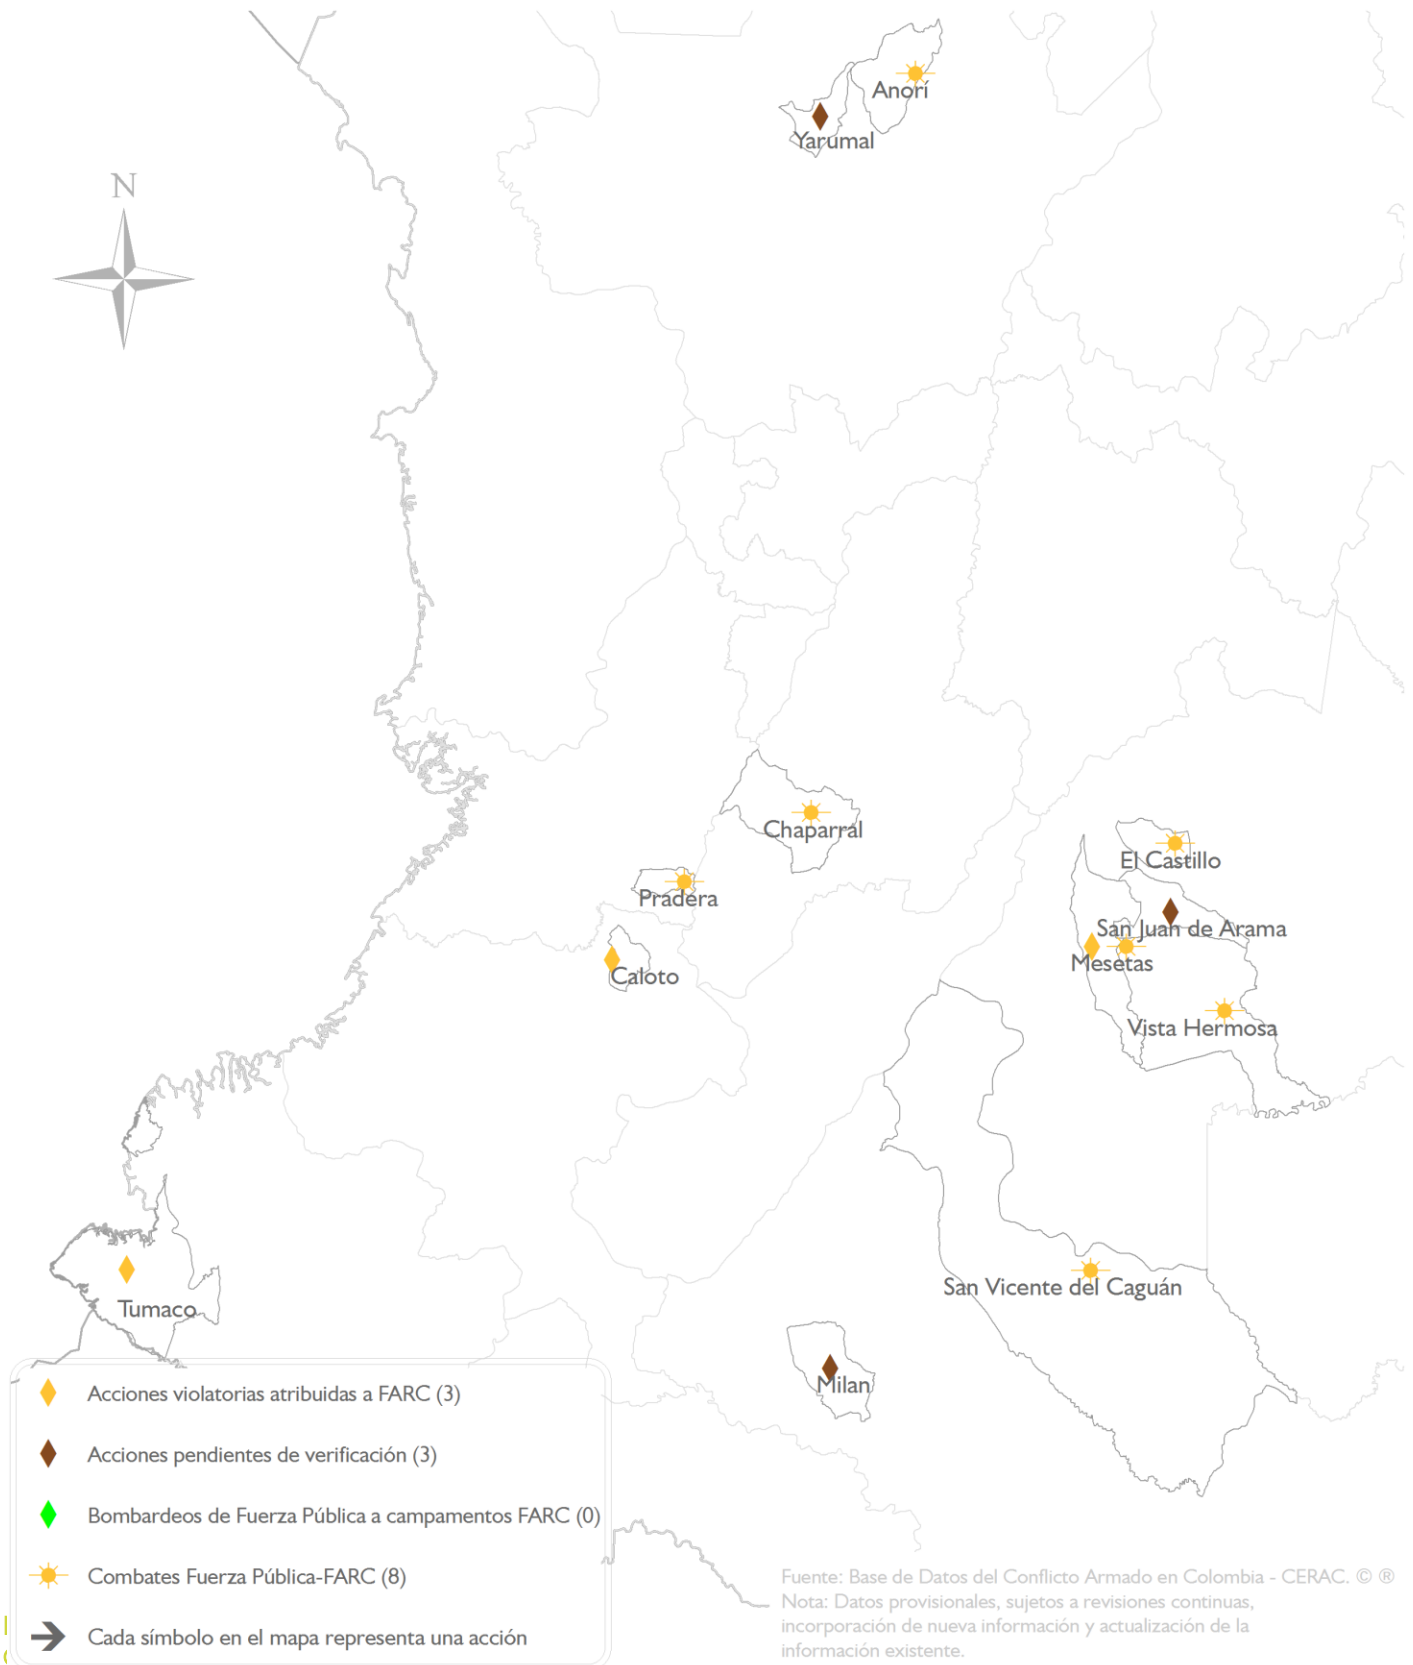 Anorí
Yarumal
N
Chaparral
El Castillo
Pradera
San Juan de Arama
Caloto
Mesetas
Vista Hermosa
San Vicente del Caguán
Tumaco
Milan
Acciones violatorias atribuidas a FARC (3)
Acciones pendientes de verificación (3)
Bombardeos de Fuerza Pública a campamentos FARC (0)
Combates Fuerza Pública-FARC (8)
Cada símbolo en el mapa representa una acción
Fuente: Base de Datos del Conflicto Armado en Colombia - CERAC. © ®
Nota: Datos provisionales, sujetos a revisiones continuas,
incorporación de nueva información y actualización de la
información existente.